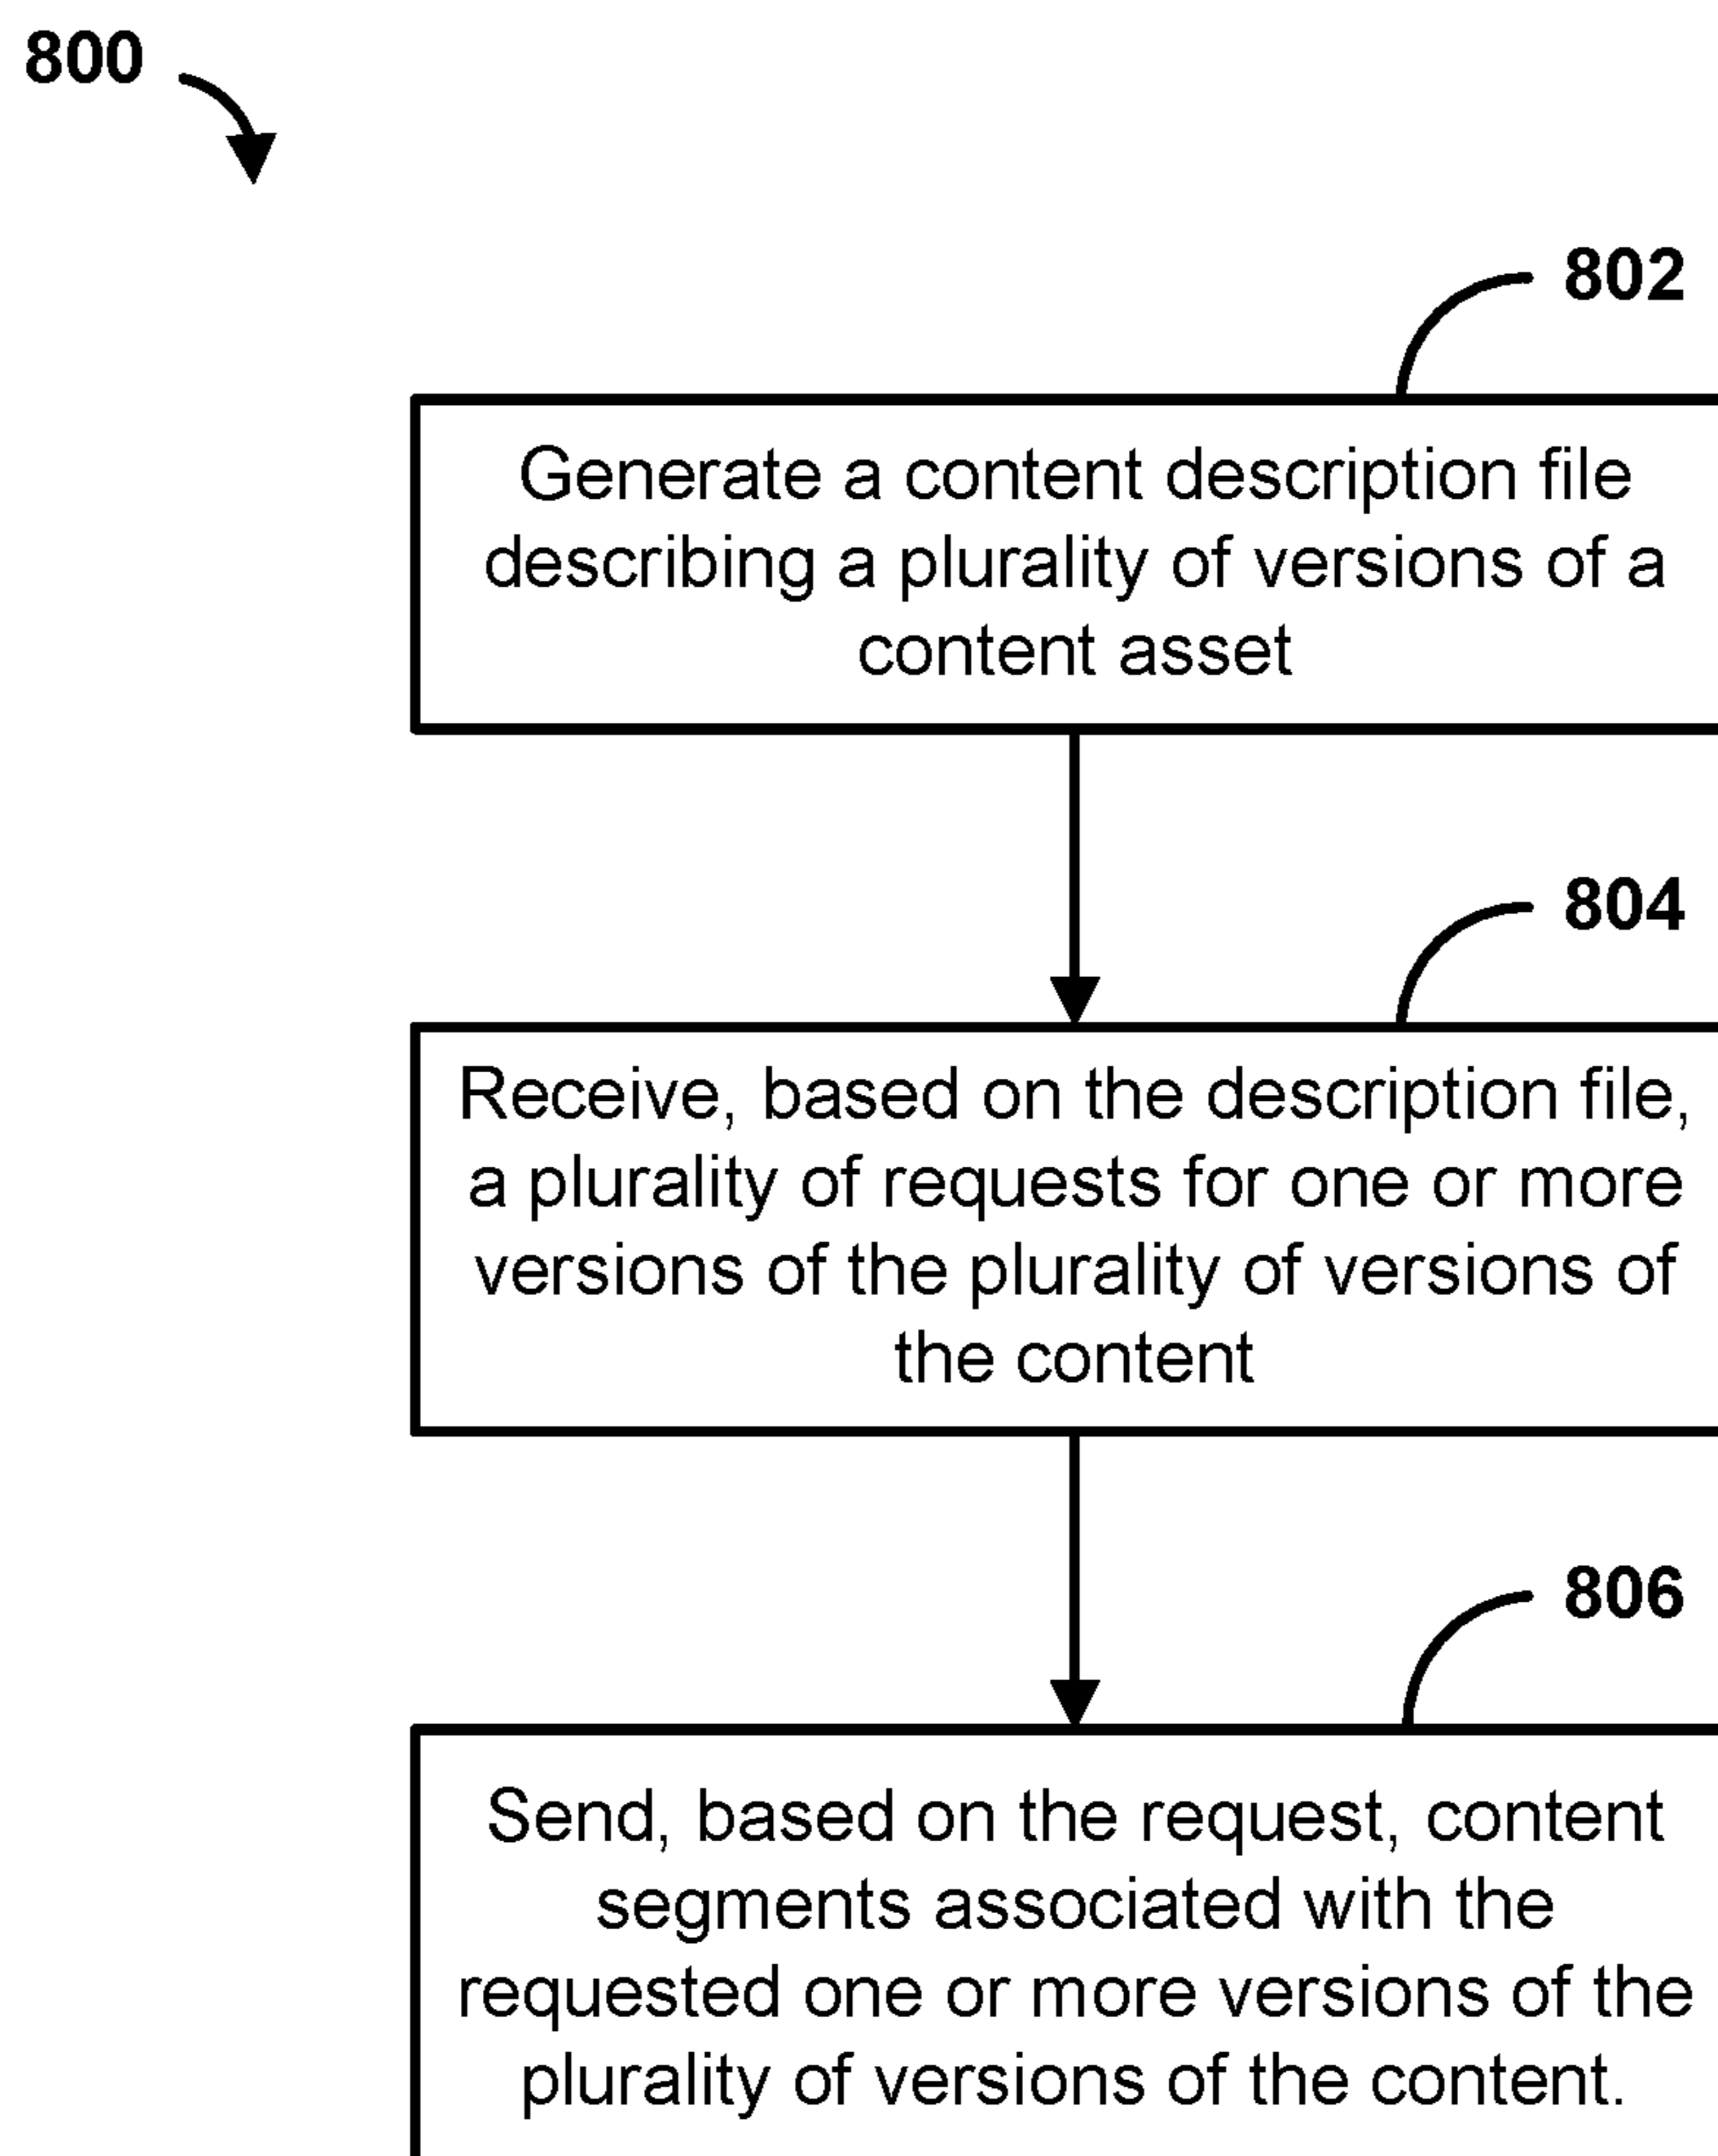 800
802
Generate a content description file
describing a plurality of versions of a
content asset
804
Receive, based on the description file,
a plurality of requests for one or more
versions of the plurality of versions of
the content
806
Send, based on the request, content
segments associated with the
requested one or more versions of the
plurality of versions of the content.